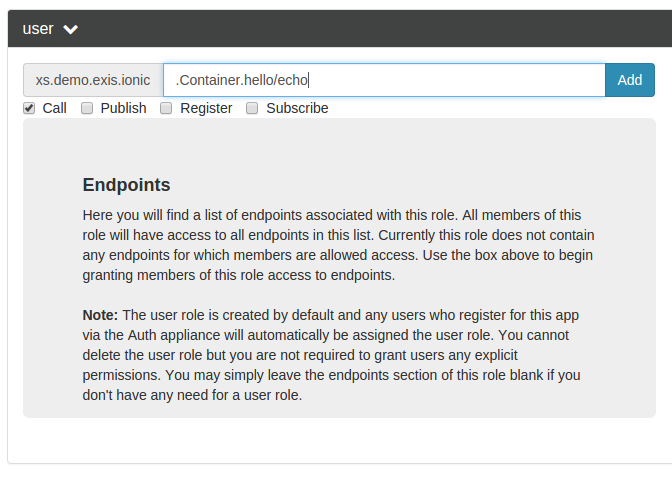 user
xs.demo.exis.ionic .Container.hello/echo Add
Call Publish Register Subscribe
Endpoints
Here you will find a list of endpoints associated with this role. All members of this
role will have access to all endpoints in this list. Currently this role does not contain
any endpoints for which members are allowed access. Use the box above to begin
granting members of this role access to endpoints.
Note: The user role is created by default and any users who register for this app
via the Auth appliance will automatically be assigned the user role. You cannot
delete the user role but you are not required to grant users any explicit
permissions. You may simply leave the endpoints section of this role blank if you
don't have any need for a user role.